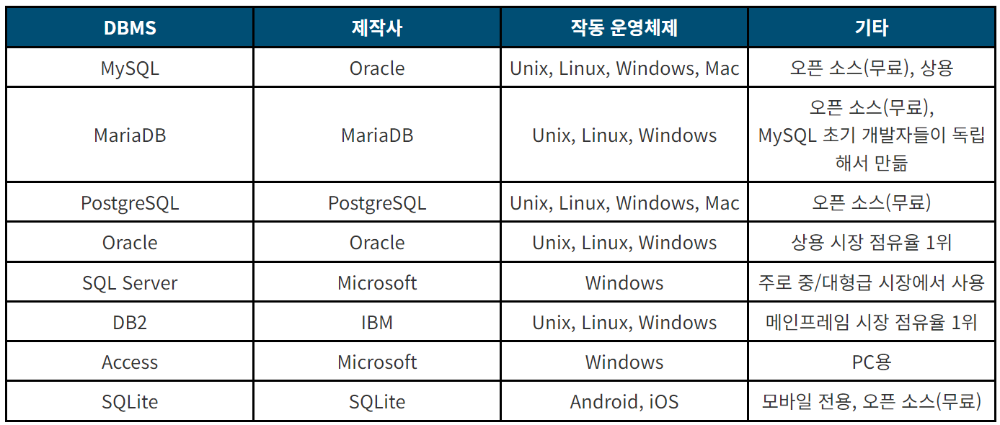 DBMS 제작사 작동 운영체제 기타
MySQL Oracle Unix, Linux, Windows, Mac 오픈 소스(무료), 상용
MariaDB MariaDB Unix, Linux, Windows 오픈 소스(무료),
MySQL 초기 개발자들이 독립
해서 만듦
PostgreSQL PostgreSQL Unix, Linux, Windows, Mac 오픈 소스(무료)
Oracle Oracle Unix, Linux, Windows 상용 시장 점유율 1위
SQL Server Microsoft Windows 주로 중/대형급 시장에서 사용
DB2 IBM Unix, Linux, Windows 메인프레임 시장 점유율 1위
Access Microsoft Windows PC용
SQLite SQLite Android, iOS 모바일 전용, 오픈 소스(무료)